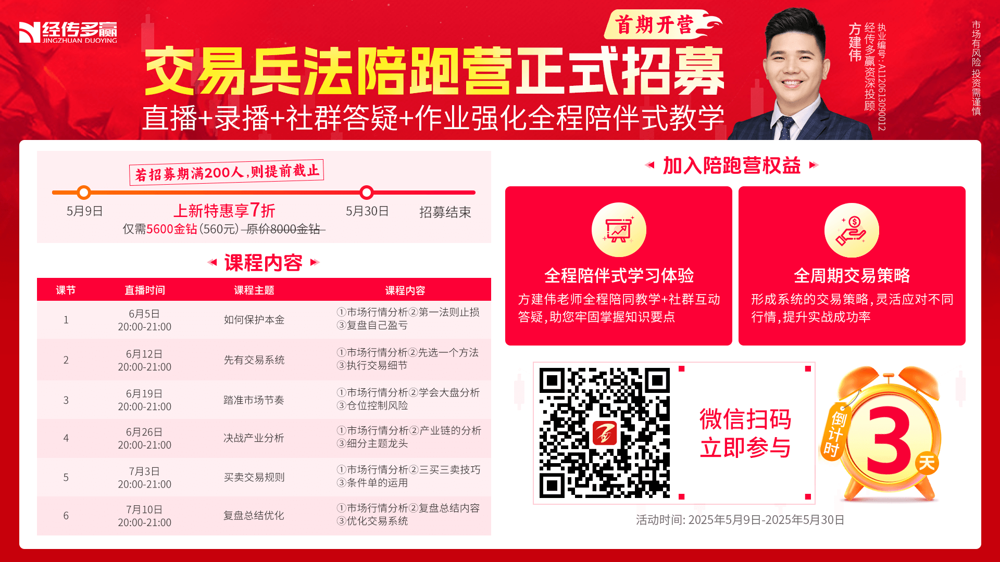 经传多赢
JINGZHUAN DUOYING
首期开营
交易兵法陪跑营正式招募
直播+录播+社群答疑+作业强化全程陪伴式教学
方建伟
经传多赢资深投顾
执业编号: A1120613090012
市场有风险 投资需谨慎
若招募期满200人,则提前截止
5月9日
上新特惠享7折
仅需5600金钻(560元) 原价8000金钻
5月30日
招募结束
课程内容
课节 直播时间 课程主题 课程内容
1 6月5日 20:00-21:00 如何保护本金 ①市场行情分析②第一法则止损
③复盘自己盈亏
2 6月12日 20:00-21:00 先有交易系统 ①市场行情分析②先选一个方法
③执行交易细节
3 6月19日 20:00-21:00 踏准市场节奏 ①市场行情分析②学会大盘分析
③仓位控制风险
4 6月26日 20:00-21:00 决战产业分析 ①市场行情分析②产业链的分析
③细分主题龙头
5 7月3日 20:00-21:00 买卖交易规则 ①市场行情分析②三买三卖技巧
③条件单的运用
6 7月10日 20:00-21:00 复盘总结优化 ①市场行情分析②复盘总结内容
③优化交易系统
加入陪跑营权益
全程陪伴式学习体验
方建伟老师全程陪同教学+社群互动
答疑,助您牢固掌握知识要点
全周期交易策略
形成系统的交易策略,灵活应对不同
行情,提升实战成功率
微信扫码
立即参与
倒计时
3
天
活动时间: 2025年5月9日-2025年5月30日